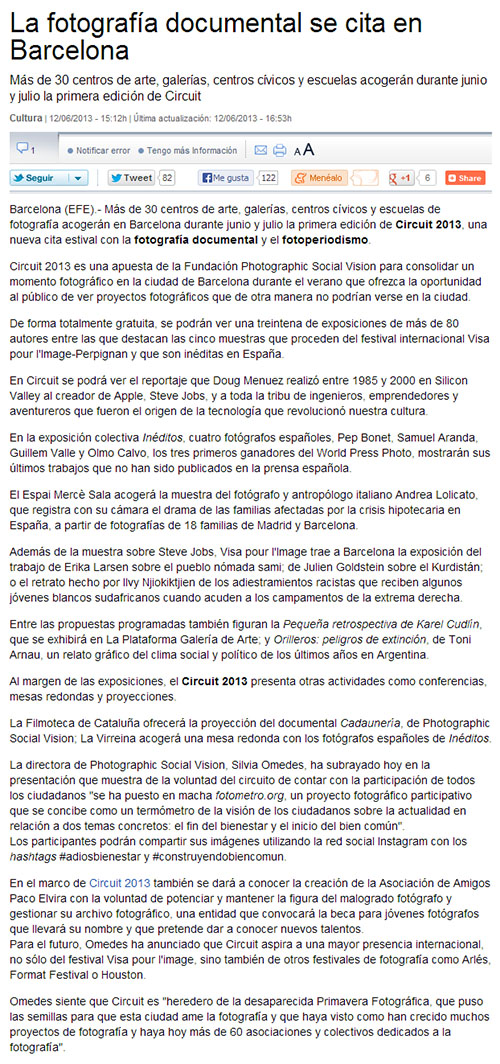 La fotografía documental se cita en
Barcelona
Más de 30 centros de arte, galerías, centros cívicos y escuelas acogerán durante junio
y julio la primera edición de Circuit
Cultura | 12/06/2013 - 15:12h | Última actualización: 12/06/2013 - 16:53h
1 Notificar error Tengo más Información A A
Seguir Tweet 82 Me gusta 122 Menéalo +1 6 Share
Barcelona (EFE).- Más de 30 centros de arte, galerías, centros cívicos y escuelas de
fotografía acogerán en Barcelona durante junio y julio la primera edición de Circuit 2013, una
nueva cita estival con la fotografía documental y el fotoperiodismo.
Circuit 2013 es una apuesta de la Fundación Photographic Social Vision para consolidar un
momento fotográfico en la ciudad de Barcelona durante el verano que ofrezca la oportunidad
al público de ver proyectos fotográficos que de otra manera no podrían verse en la ciudad.
De forma totalmente gratuita, se podrán ver una treintena de exposiciones de más de 80
autores entre las que destacan las cinco muestras que proceden del festival internacional Visa
pour l'Image-Perpignan y que son inéditas en España.
En Circuit se podrá ver el reportaje que Doug Menuez realizó entre 1985 y 2000 en Silicon
Valley al creador de Apple, Steve Jobs, y a toda la tribu de ingenieros, emprendedores y
aventureros que fueron el origen de la tecnología que revolucionó nuestra cultura.
En la exposición colectiva Inéditos, cuatro fotógrafos españoles, Pep Bonet, Samuel Aranda,
Guillem Valle y Olmo Calvo, los tres primeros ganadores del World Press Photo, mostrarán sus
últimos trabajos que no han sido publicados en la prensa española.
El Espai Mercè Sala acogerá la muestra del fotógrafo y antropólogo italiano Andrea Lolicato,
que registra con su cámara el drama de las familias afectadas por la crisis hipotecaria en
España, a partir de fotografías de 18 familias de Madrid y Barcelona.
Además de la muestra sobre Steve Jobs, Visa pour l'Image trae a Barcelona la exposición del
trabajo de Erika Larsen sobre el pueblo nómada sami; de Julien Goldstein sobre el Kurdistán;
o el retrato hecho por Ilvy Njiokiktjien de los adiestramientos racistas que reciben algunos
jóvenes blancos sudafricanos cuando acuden a los campamentos de la extrema derecha.
Entre las propuestas programadas también figuran la Pequeña retrospectiva de Karel Cudlín,
que se exhibirá en La Plataforma Galería de Arte; y Orilleros: peligros de extinción, de Toni
Arnau, un relato gráfico del clima social y político de los últimos años en Argentina.
Al margen de las exposiciones, el Circuit 2013 presenta otras actividades como conferencias,
mesas redondas y proyecciones.
La Filmoteca de Cataluña ofrecerá la proyección del documental Cadaunería, de Photographic
Social Vision; La Virreina acogerá una mesa redonda con los fotógrafos españoles de Inéditos.
La directora de Photographic Social Vision, Silvia Omedes, ha subrayado hoy en la
presentación que muestra de la voluntad del circuito de contar con la participación de todos
los ciudadanos "se ha puesto en macha fotometro.org, un proyecto fotográfico participativo
que se concibe como un termómetro de la visión de los ciudadanos sobre la actualidad en
relación a dos temas concretos: el fin del bienestar y el inicio del bien común".
Los participantes podrán compartir sus imágenes utilizando la red social Instagram con los
hashtags #adiosbienestar y #construyendobiencomun.
En el marco de Circuit 2013 también se dará a conocer la creación de la Asociación de Amigos
Paco Elvira con la voluntad de potenciar y mantener la figura del malogrado fotógrafo y
gestionar su archivo fotográfico, una entidad que convocará la beca para jóvenes fotógrafos
que llevará su nombre y que pretende dar a conocer nuevos talentos.
Para el futuro, Omedes ha anunciado que Circuit aspira a una mayor presencia internacional,
no sólo del festival Visa pour l'image, sino también de otros festivales de fotografía como Arlés,
Format Festival o Houston.
Omedes siente que Circuit es "heredero de la desaparecida Primavera Fotográfica, que puso
las semillas para que esta ciudad ame la fotografía y que haya visto como han crecido muchos
proyectos de fotografía y haya hoy más de 60 asociaciones y colectivos dedicados a la
fotografía".